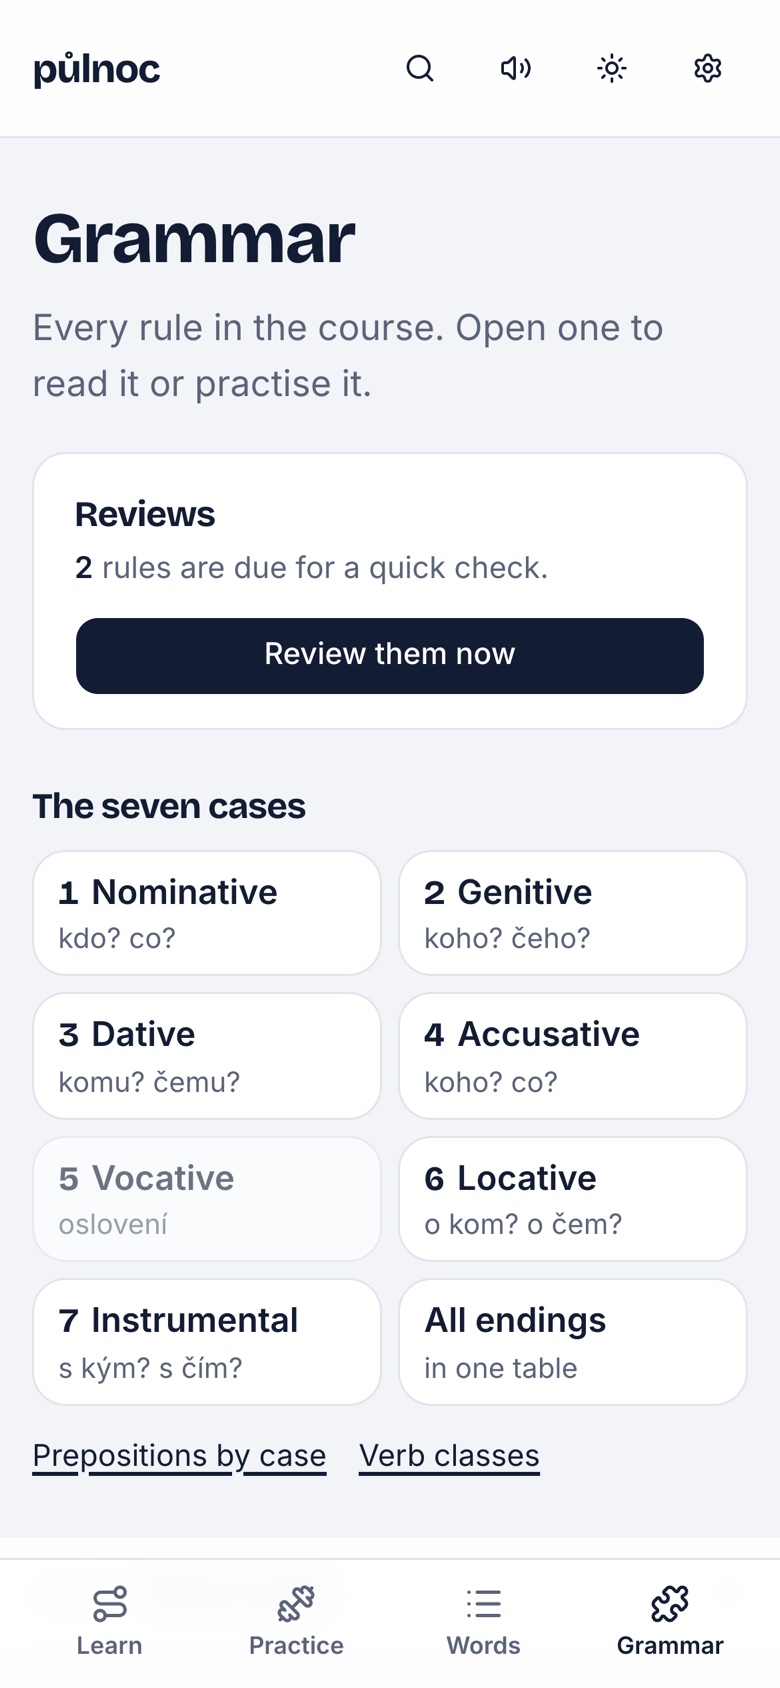 půlnoc
Grammar
Every rule in the course. Open one to
read it or practise it.
Reviews
2 rules are due for a quick check.
Review them now
The seven cases
1 Nominative
kdo? co?
2 Genitive
koho? čeho?
3 Dative
komu? čemu?
4 Accusative
koho? co?
5 Vocative
oslovení
6 Locative
o kom? o čem?
7 Instrumental
s kým? s čím?
All endings
in one table
Prepositions by case
Verb classes
Learn
Practice
Words
Grammar